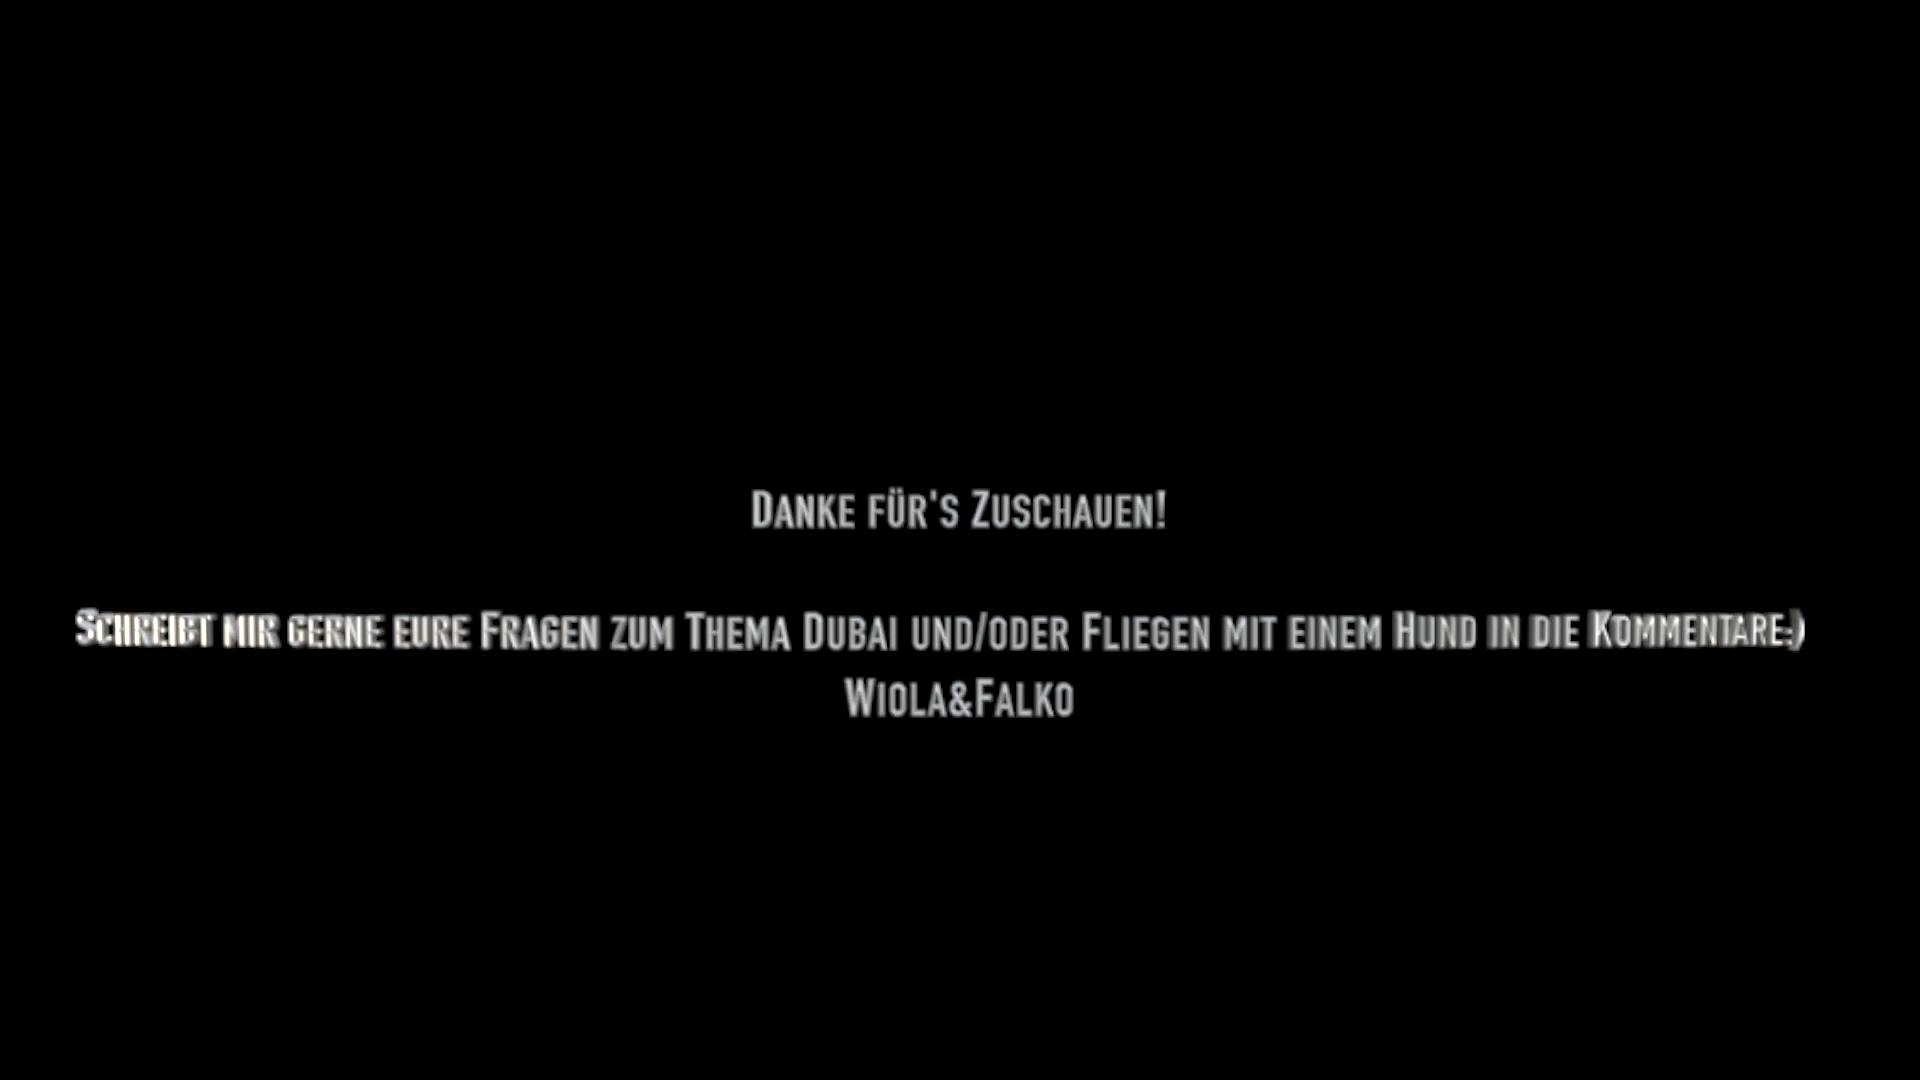 Danke für's Zuschauen!
Schreibt mir gerne eure Fragen zum Thema Dubai und/oder Fliegen mit einem Hund in die Kommentare:)
Wiola&Falko